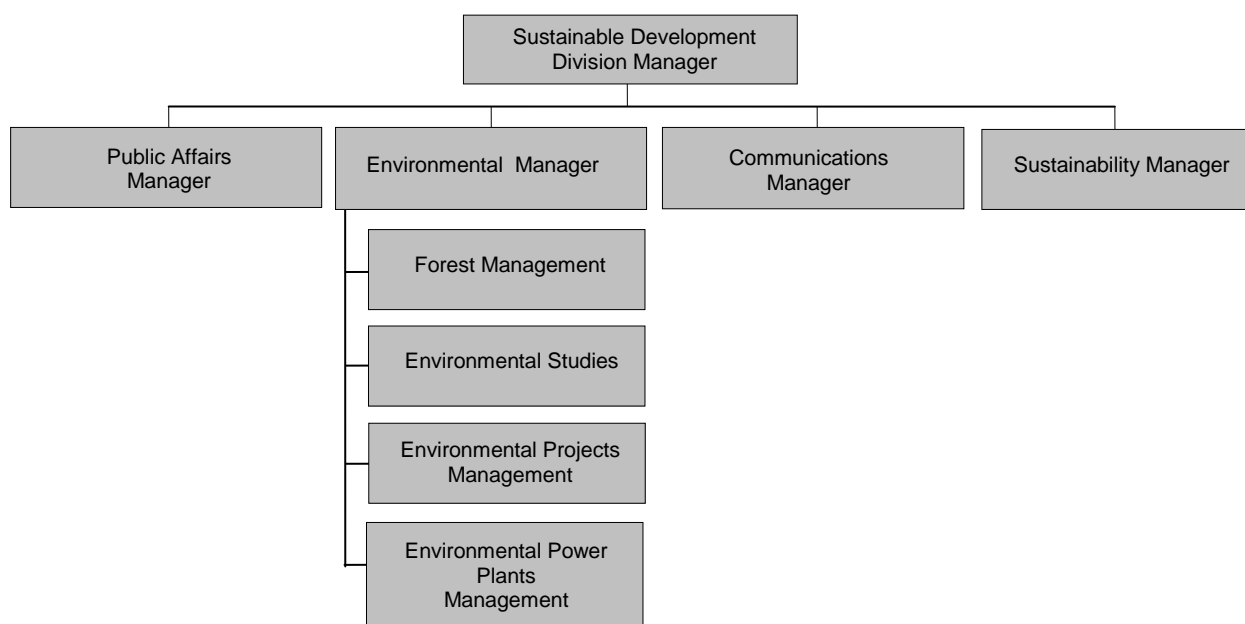 Sustainable Development
Division Manager
Public Affairs
Manager
Environmental Manager
Communications
Manager
Sustainability Manager
Forest Management
Environmental Studies
Environmental Projects
Management
Environmental Power
Plants
Management